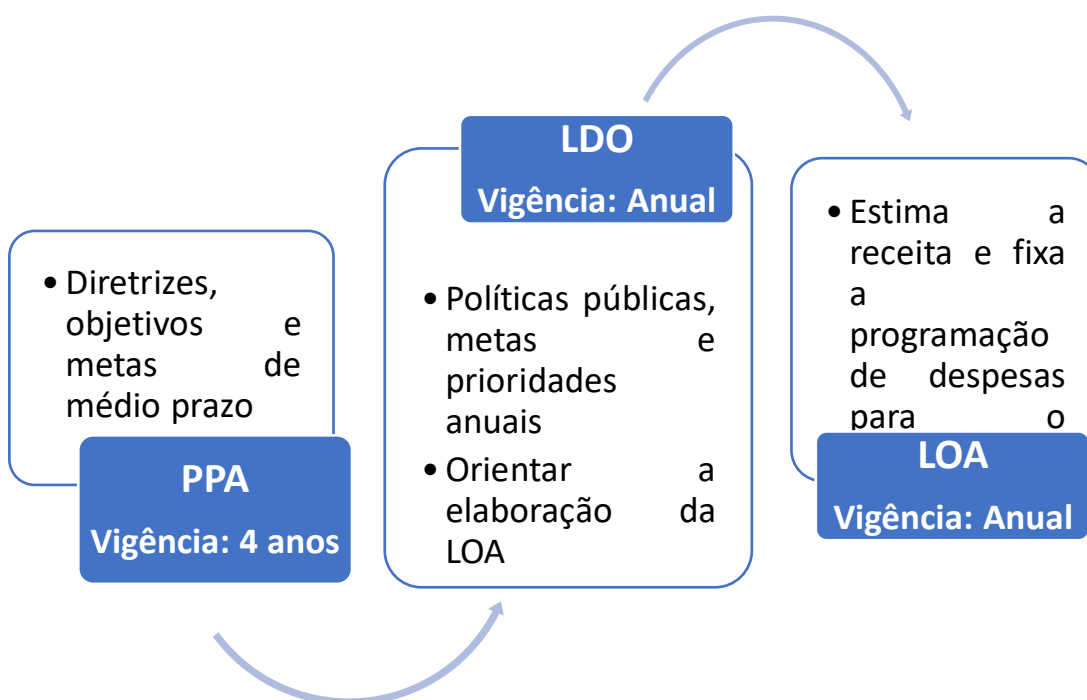 • Diretrizes,
objetivos e
metas de
médio prazo
PPA
Vigência: 4 anos
LDO
Vigência: Anual
• Políticas públicas,
metas e
prioridades
anuais
• Orientar a
elaboração da
LOA
• Estima a
receita e fixa
a
programação
de despesas
para o
LOA
Vigência: Anual